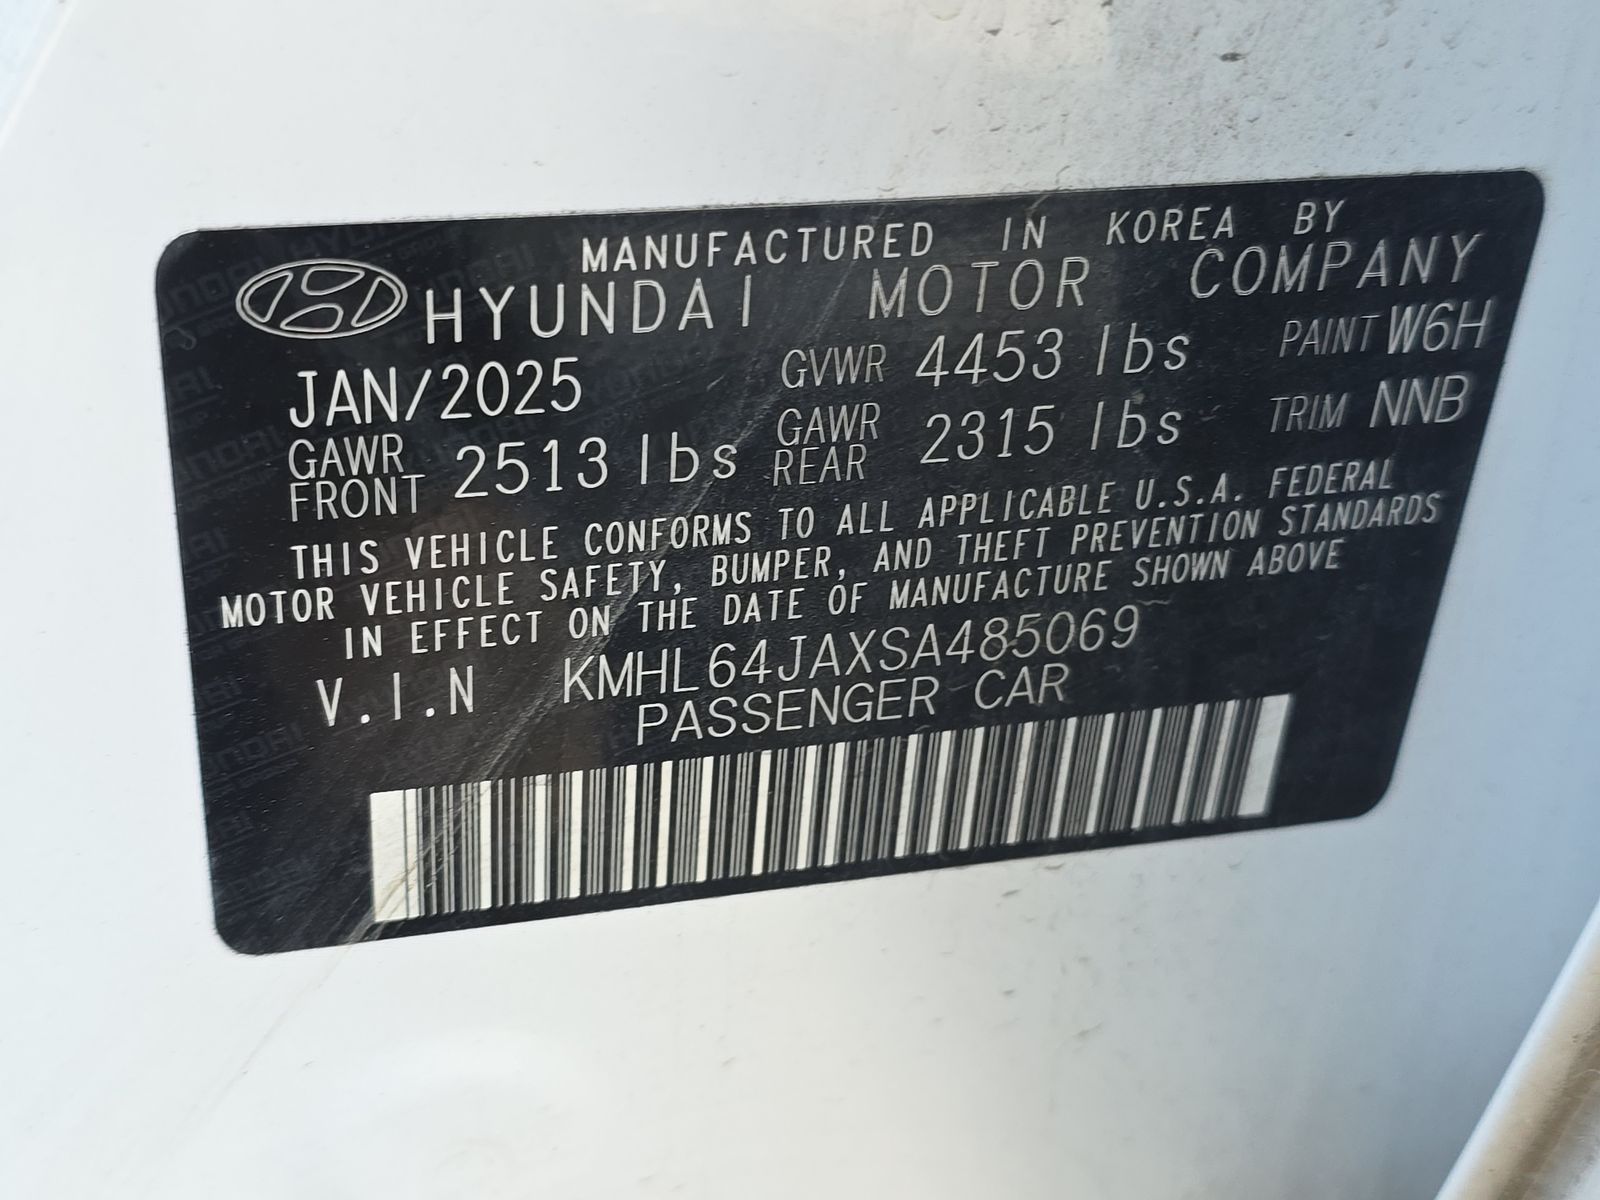 MANUFACTURED IN KOREA BY
HYUNDAI MOTOR COMPANY
JAN/2025 GVWR 4453 lbs PAINT W6H
GAWR FRONT 2513 lbs GAWR REAR 2315 lbs TRIM NNB
THIS VEHICLE CONFORMS TO ALL APPLICABLE U.S.A. FEDERAL
MOTOR VEHICLE SAFETY, BUMPER, AND THEFT PREVENTION STANDARDS
IN EFFECT ON THE DATE OF MANUFACTURE SHOWN ABOVE
V.I.N KMHL64JAXSA485069
PASSENGER CAR